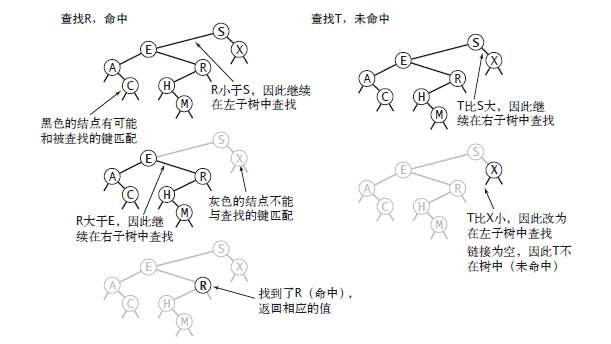 查找R，命中
S
E
X
A
R
C
H
M
R小于S，因此继续
在左子树中查找
黑色的结点有可能
和被查找的键匹配
S
E
X
A
R
C
H
M
灰色的结点不能
与查找的键匹配
R大于E，因此继
续在右子树中查找
S
E
X
A
R
C
H
M
找到了R（命中），
返回相应的值
查找T，未命中
S
E
X
A
R
C
H
M
T比S大，因此继
续在右子树中查找
S
E
X
A
R
C
H
M
T比X小，因此改为
在左子树中查找
链接为空，因此T不
在树中（未命中）